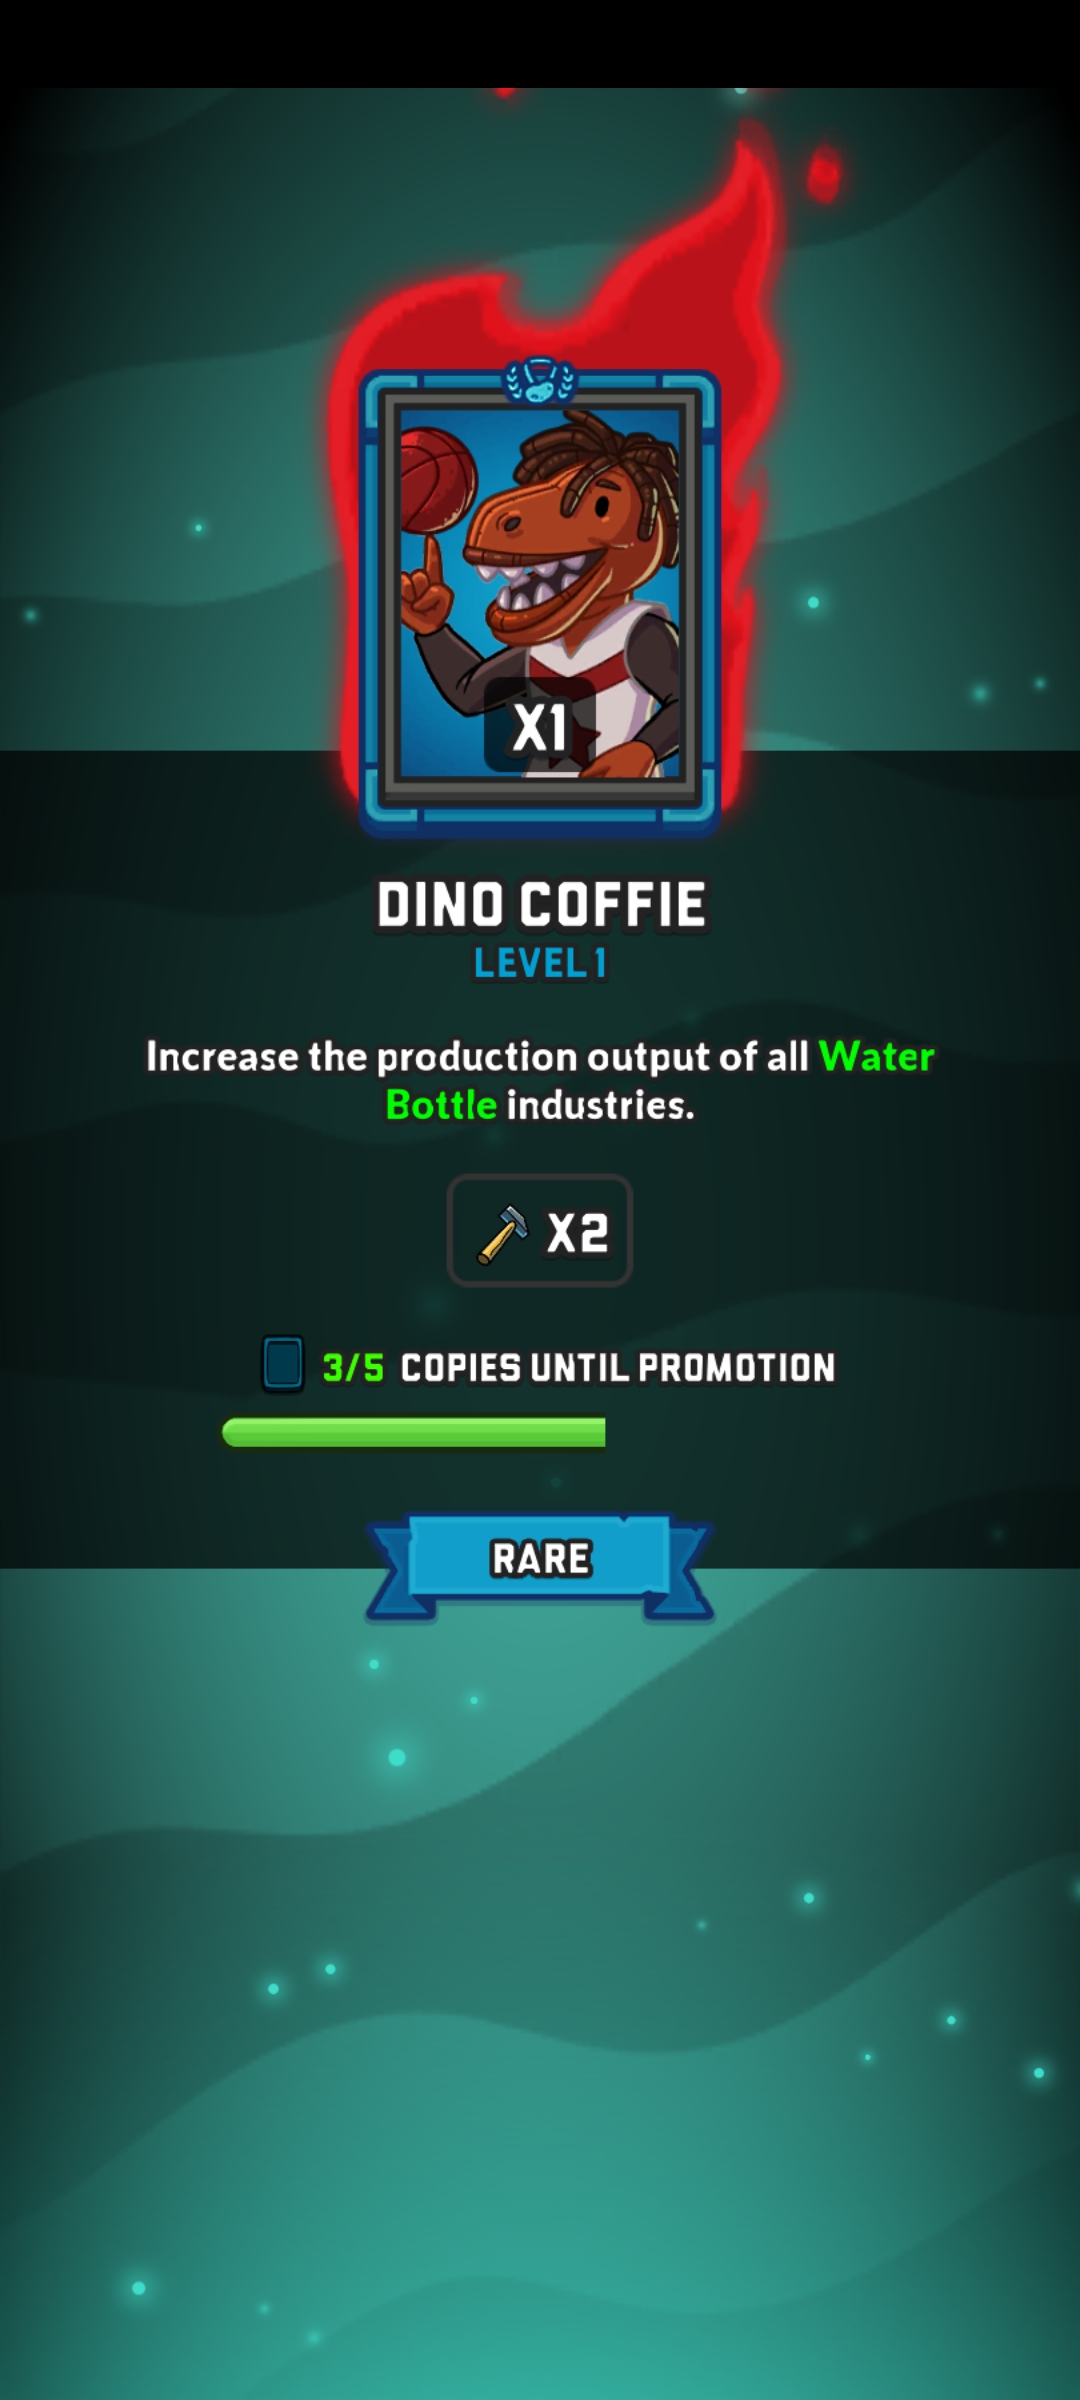 X1
DINO COFFIE
LEVEL 1
Increase the production output of all Water
Bottle industries.
X2
3/5 COPIES UNTIL PROMOTION
RARE